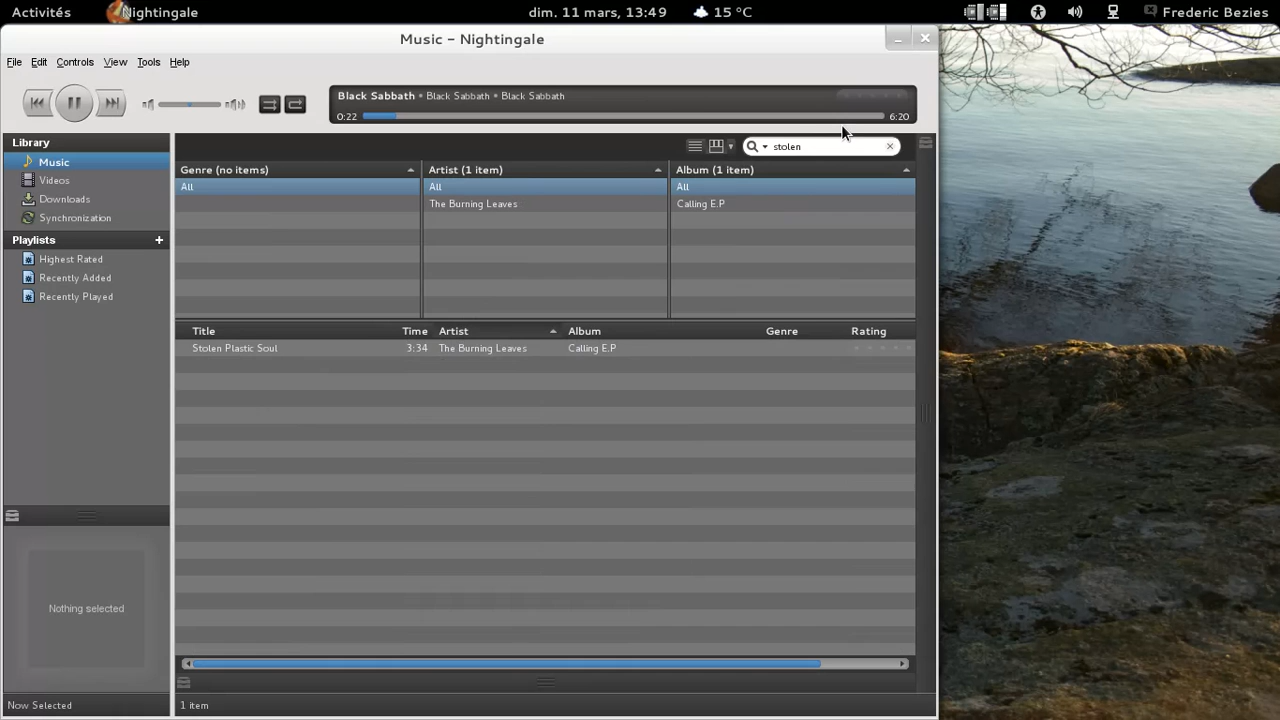 Activités Nightingale dim. 11 mars, 13:49 15 °C Frederic Bezies
Music – Nightingale
File Edit Controls View Tools Help
Black Sabbath • Black Sabbath • Black Sabbath
0:22 6:20
Library
stolen
Music
Videos
Downloads
Synchronization
Playlists +
Highest Rated
Recently Added
Recently Played
Genre (no items) Artist (1 item) Album (1 item)
All All All
The Burning Leaves Calling E.P
Title Time Artist Album Genre Rating
Stolen Plastic Soul 3:34 The Burning Leaves Calling E.P
Nothing selected
Now Selected 1 item